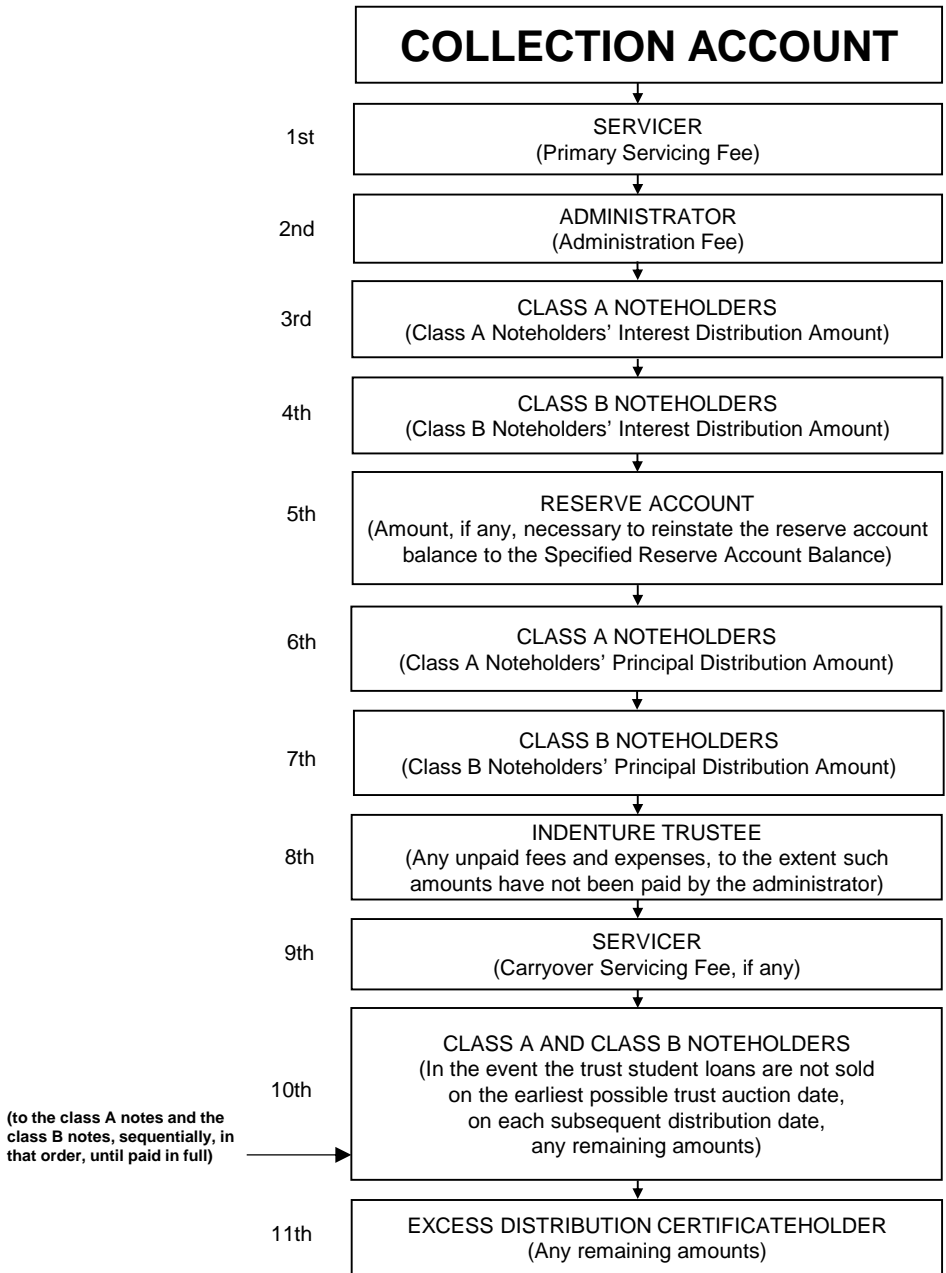 COLLECTION ACCOUNT
1st
SERVICER
(Primary Servicing Fee)
2nd
ADMINISTRATOR
(Administration Fee)
3rd
CLASS A NOTEHOLDERS
(Class A Noteholders’ Interest Distribution Amount)
4th
CLASS B NOTEHOLDERS
(Class B Noteholders’ Interest Distribution Amount)
5th
RESERVE ACCOUNT
(Amount, if any, necessary to reinstate the reserve account
balance to the Specified Reserve Account Balance)
6th
CLASS A NOTEHOLDERS
(Class A Noteholders’ Principal Distribution Amount)
7th
CLASS B NOTEHOLDERS
(Class B Noteholders’ Principal Distribution Amount)
8th
INDENTURE TRUSTEE
(Any unpaid fees and expenses, to the extent such
amounts have not been paid by the administrator)
9th
SERVICER
(Carryover Servicing Fee, if any)
10th
CLASS A AND CLASS B NOTEHOLDERS
(In the event the trust student loans are not sold
on the earliest possible trust auction date,
on each subsequent distribution date,
any remaining amounts)
(to the class A notes and the
class B notes, sequentially, in
that order, until paid in full)
11th
EXCESS DISTRIBUTION CERTIFICATEHOLDER
(Any remaining amounts)